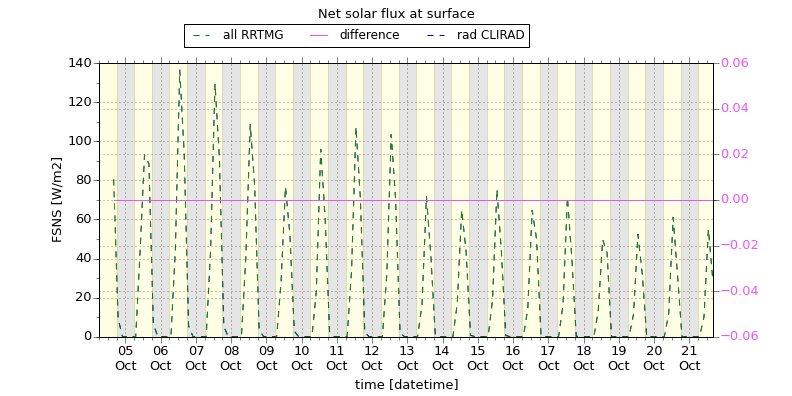 Net solar flux at surface
all RRTMG difference rad CLIRAD
FSNS [W/m2]
140
120
100
80
60
40
20
0
0.06
0.04
0.02
0.00
−0.02
−0.04
−0.06
05 06 07 08 09 10 11 12 13 14 15 16 17 18 19 20 21
Oct Oct Oct Oct Oct Oct Oct Oct Oct Oct Oct Oct Oct Oct Oct Oct Oct
time [datetime]